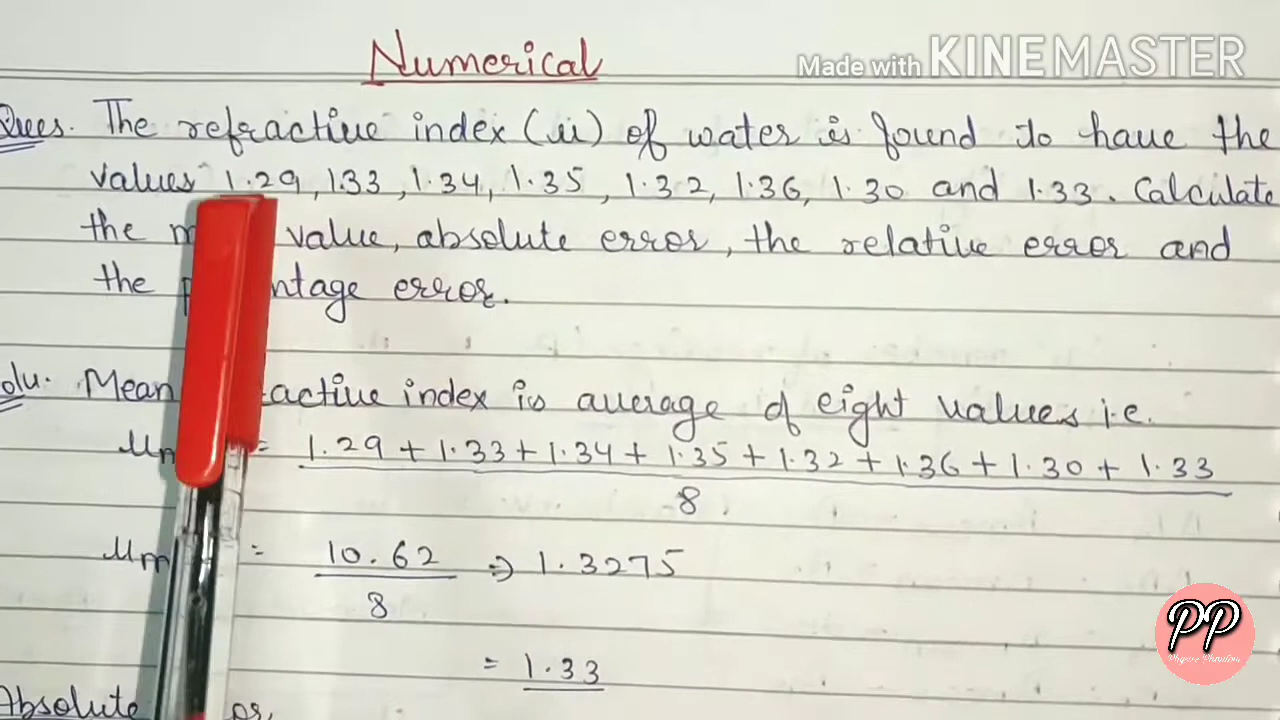 Numerical
Made with KINEMASTER
Ques. The refractive index (μ) of water is found to have the
values 1.29, 1.33, 1.34, 1.35, 1.32, 1.36, 1.30 and 1.33. Calculate
the value, absolute error, the relative error and
the error.
Solu. Mean index is average of eight values i.e.
= 1.29 + 1.33 + 1.34 + 1.35 + 1.32 + 1.36 + 1.30 + 1.33
8
= 10.62 ⇒ 1.3275
8
= 1.33
PP
Absolute